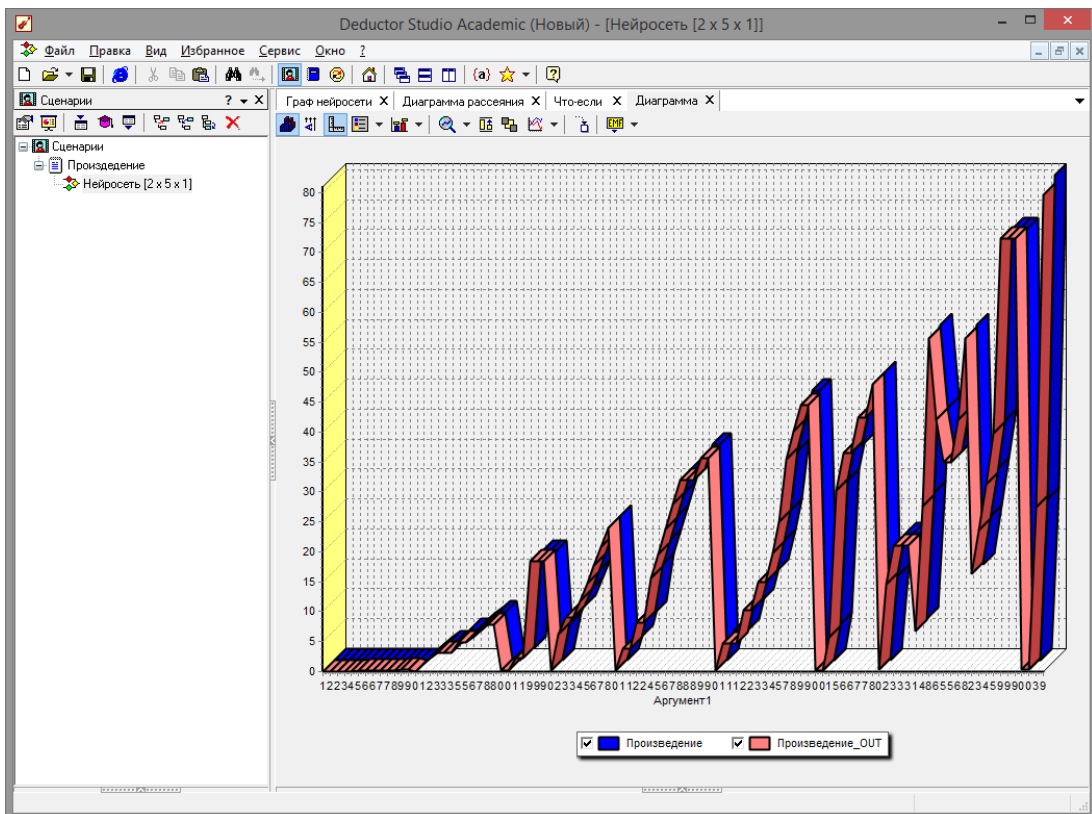 Deductor Studio Academic (Новый) - [Нейросеть [2 x 5 x 1]]
Файл Правка Вид Избранное Сервис Окно ?
Сценарии
Сценарии
Произдедение
Нейросеть [2 x 5 x 1]
Граф нейросети X Диаграмма рассеяния X Что-если X Диаграмма X
80
75
70
65
60
55
50
45
40
35
30
25
20
15
10
5
0
Аргумент1
Произведение Произведение_OUT